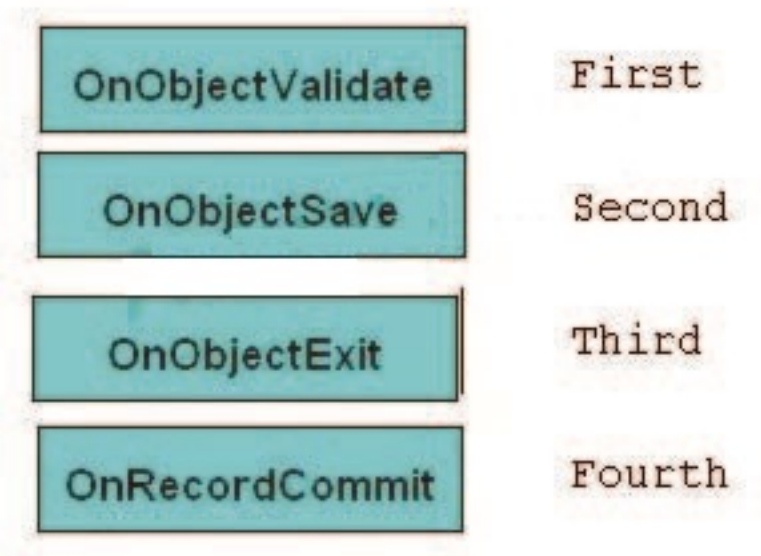 OnObjectValidate First
OnObjectSave Second
OnObjectExit Third
OnRecordCommit Fourth